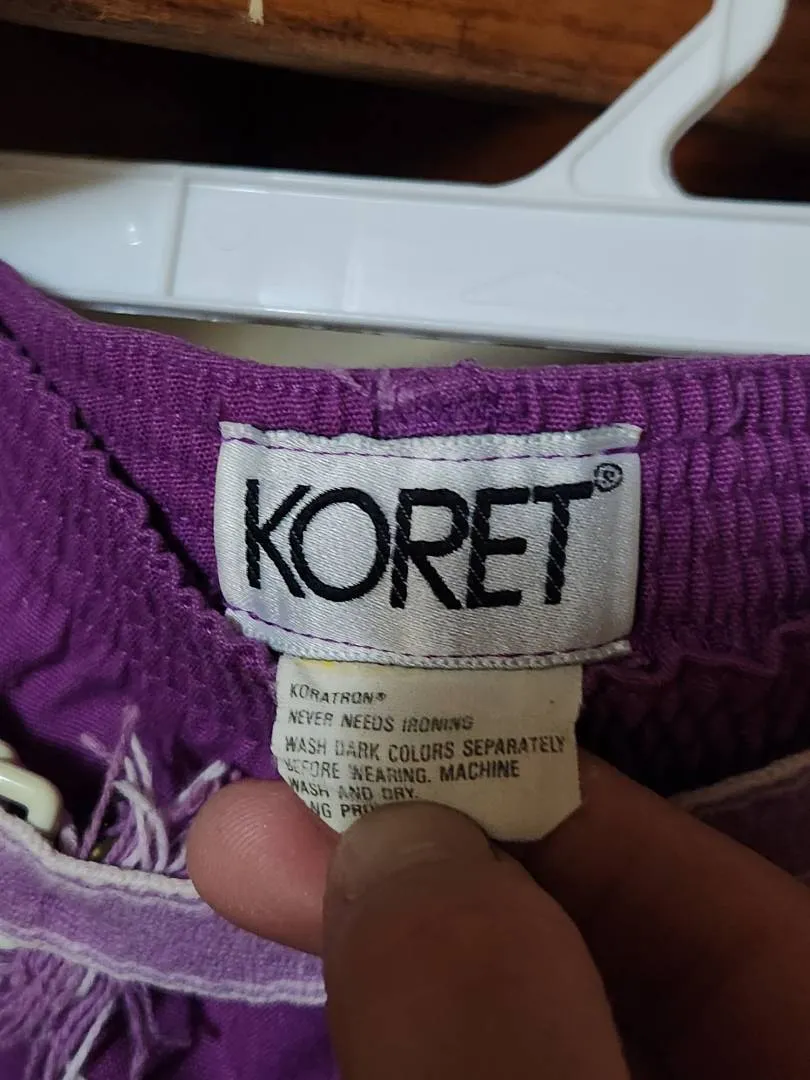 KORET®
KORATRON®
NEVER NEEDS IRONING
WASH DARK COLORS SEPARATELY
BEFORE WEARING. MACHINE
WASH AND DRY.